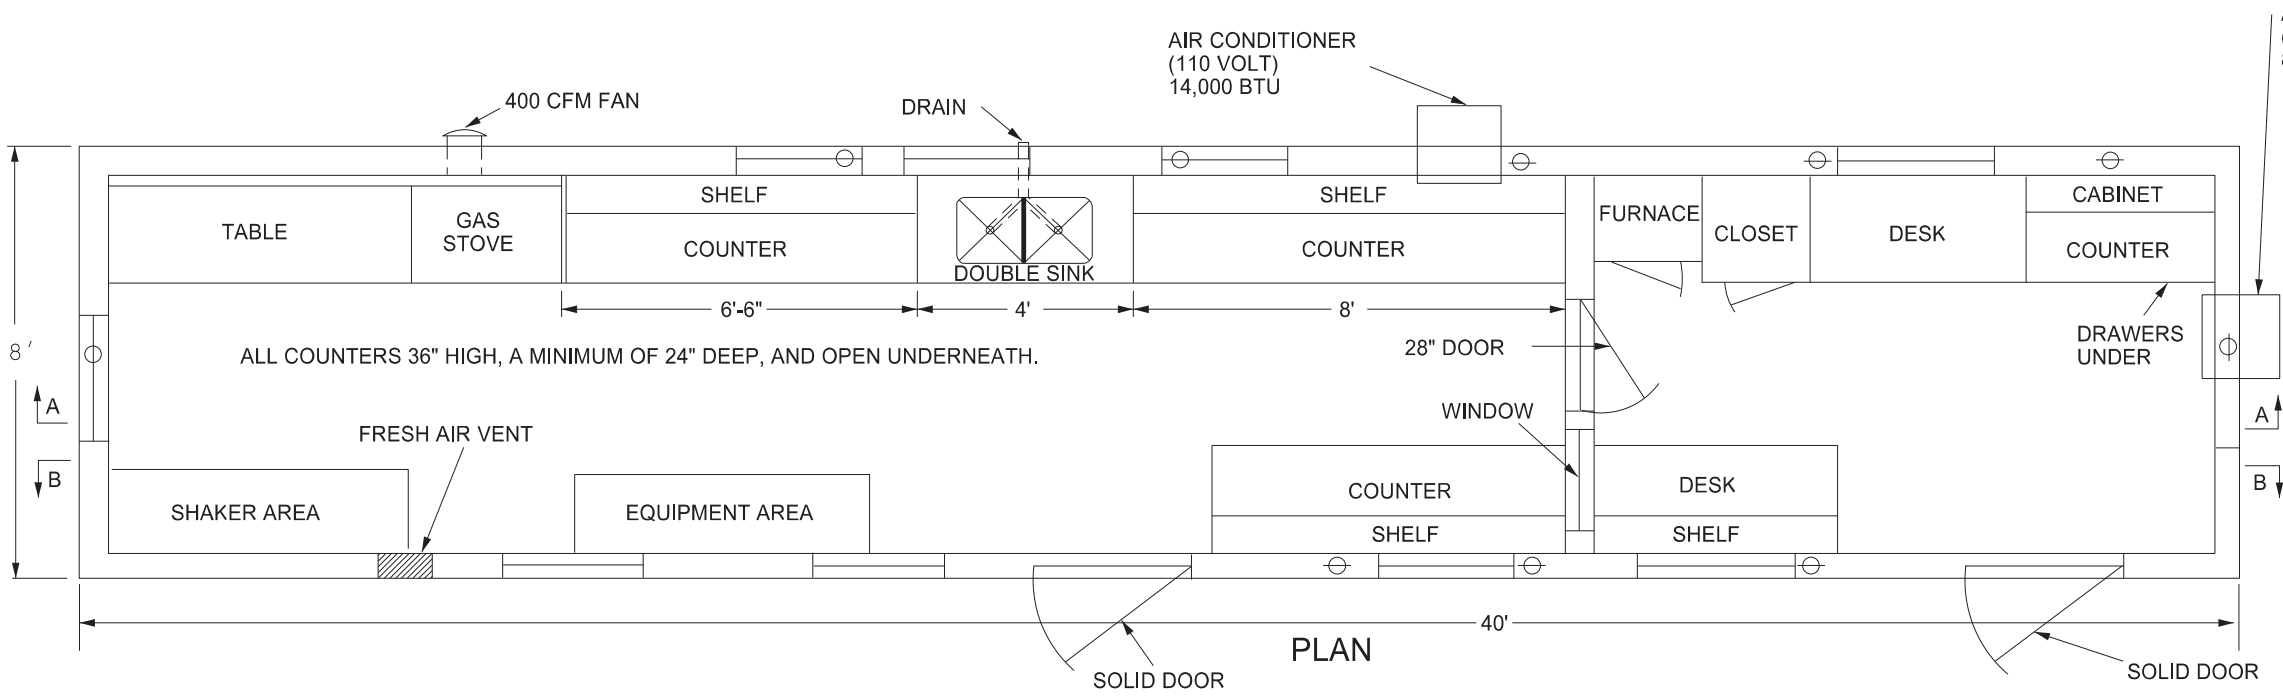 AIR CONDITIONER
(110 VOLT)
14,000 BTU
400 CFM FAN
DRAIN
SHELF
SHELF
CABINET
TABLE
GAS
STOVE
COUNTER
DOUBLE SINK
COUNTER
FURNACE
CLOSET
DESK
COUNTER
6'-6"
4'
8'
8'
ALL COUNTERS 36" HIGH, A MINIMUM OF 24" DEEP, AND OPEN UNDERNEATH.
28" DOOR
DRAWERS
UNDER
A
A
WINDOW
FRESH AIR VENT
B
B
SHAKER AREA
EQUIPMENT AREA
COUNTER
DESK
SHELF
SHELF
40'
PLAN
SOLID DOOR
SOLID DOOR